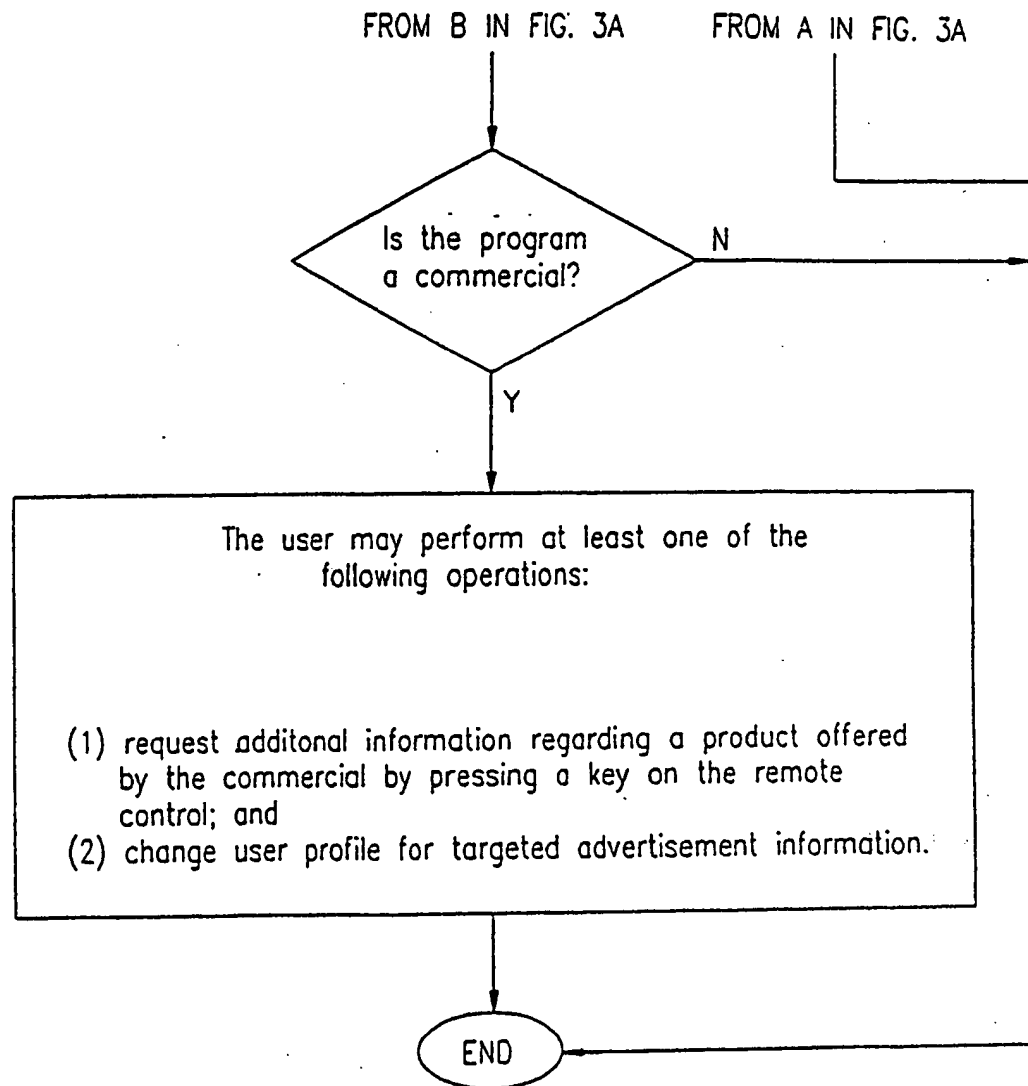 FROM B IN FIG. 3A
FROM A IN FIG. 3A
Is the program
a commercial?
N
Y
The user may perform at least one of the
following operations:
(1) request additonal information regarding a product offered
by the commercial by pressing a key on the remote
control; and
(2) change user profile for targeted advertisement information.
END